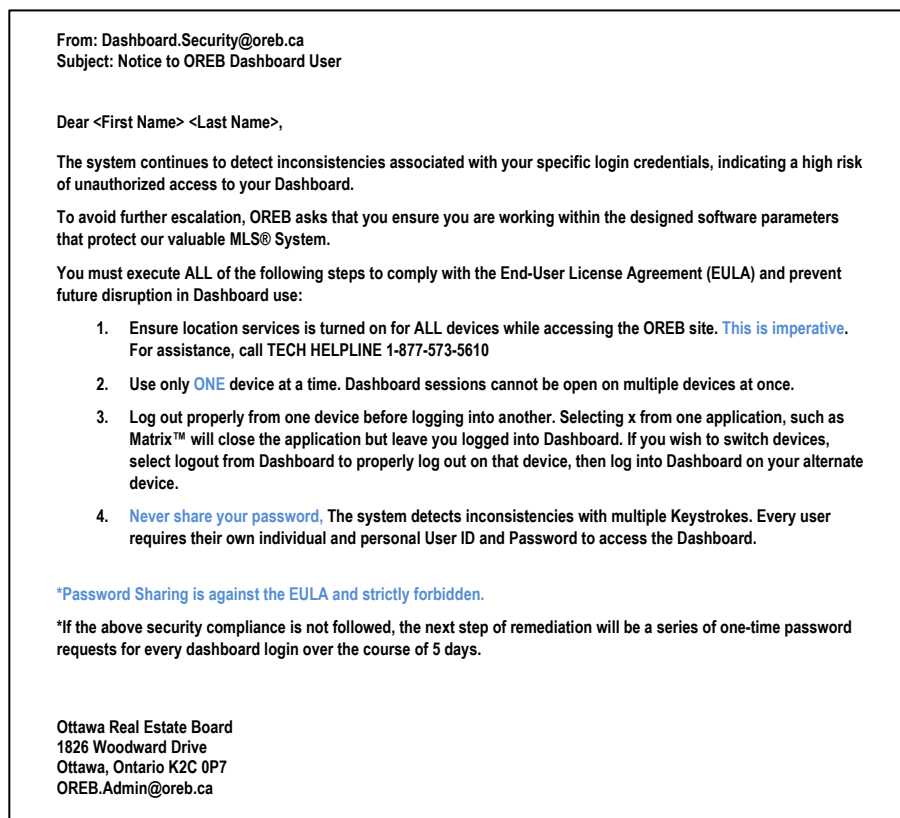 From: Dashboard.Security@oreb.ca
Subject: Notice to OREB Dashboard User
Dear <First Name> <Last Name>,
The system continues to detect inconsistencies associated with your specific login credentials, indicating a high risk
of unauthorized access to your Dashboard.
To avoid further escalation, OREB asks that you ensure you are working within the designed software parameters
that protect our valuable MLS® System.
You must execute ALL of the following steps to comply with the End-User License Agreement (EULA) and prevent
future disruption in Dashboard use:
1. Ensure location services is turned on for ALL devices while accessing the OREB site. This is imperative.
For assistance, call TECH HELPLINE 1-877-573-5610
2. Use only ONE device at a time. Dashboard sessions cannot be open on multiple devices at once.
3. Log out properly from one device before logging into another. Selecting x from one application, such as
Matrix™ will close the application but leave you logged into Dashboard. If you wish to switch devices,
select logout from Dashboard to properly log out on that device, then log into Dashboard on your alternate
device.
4. Never share your password, The system detects inconsistencies with multiple Keystrokes. Every user
requires their own individual and personal User ID and Password to access the Dashboard.
*Password Sharing is against the EULA and strictly forbidden.
*If the above security compliance is not followed, the next step of remediation will be a series of one-time password
requests for every dashboard login over the course of 5 days.
Ottawa Real Estate Board
1826 Woodward Drive
Ottawa, Ontario K2C 0P7
OREB.Admin@oreb.ca